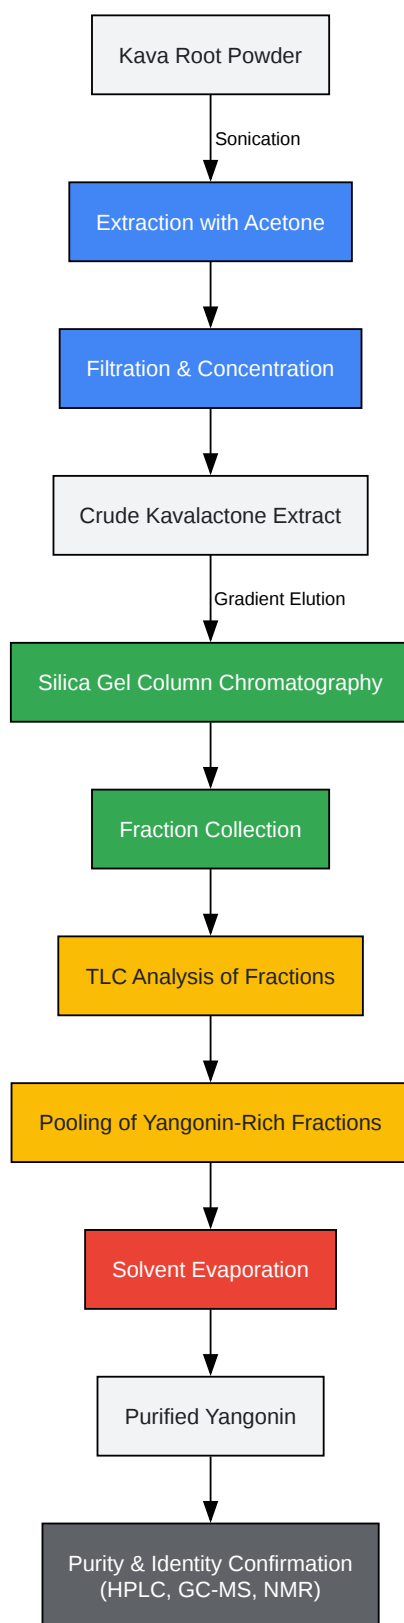 Kava Root Powder
Sonication
Extraction with Acetone
Filtration & Concentration
Crude Kavalactone Extract
Gradient Elution
Silica Gel Column Chromatography
Fraction Collection
TLC Analysis of Fractions
Pooling of Yangonin-Rich Fractions
Solvent Evaporation
Purified Yangonin
Purity & Identity Confirmation
(HPLC, GC-MS, NMR)